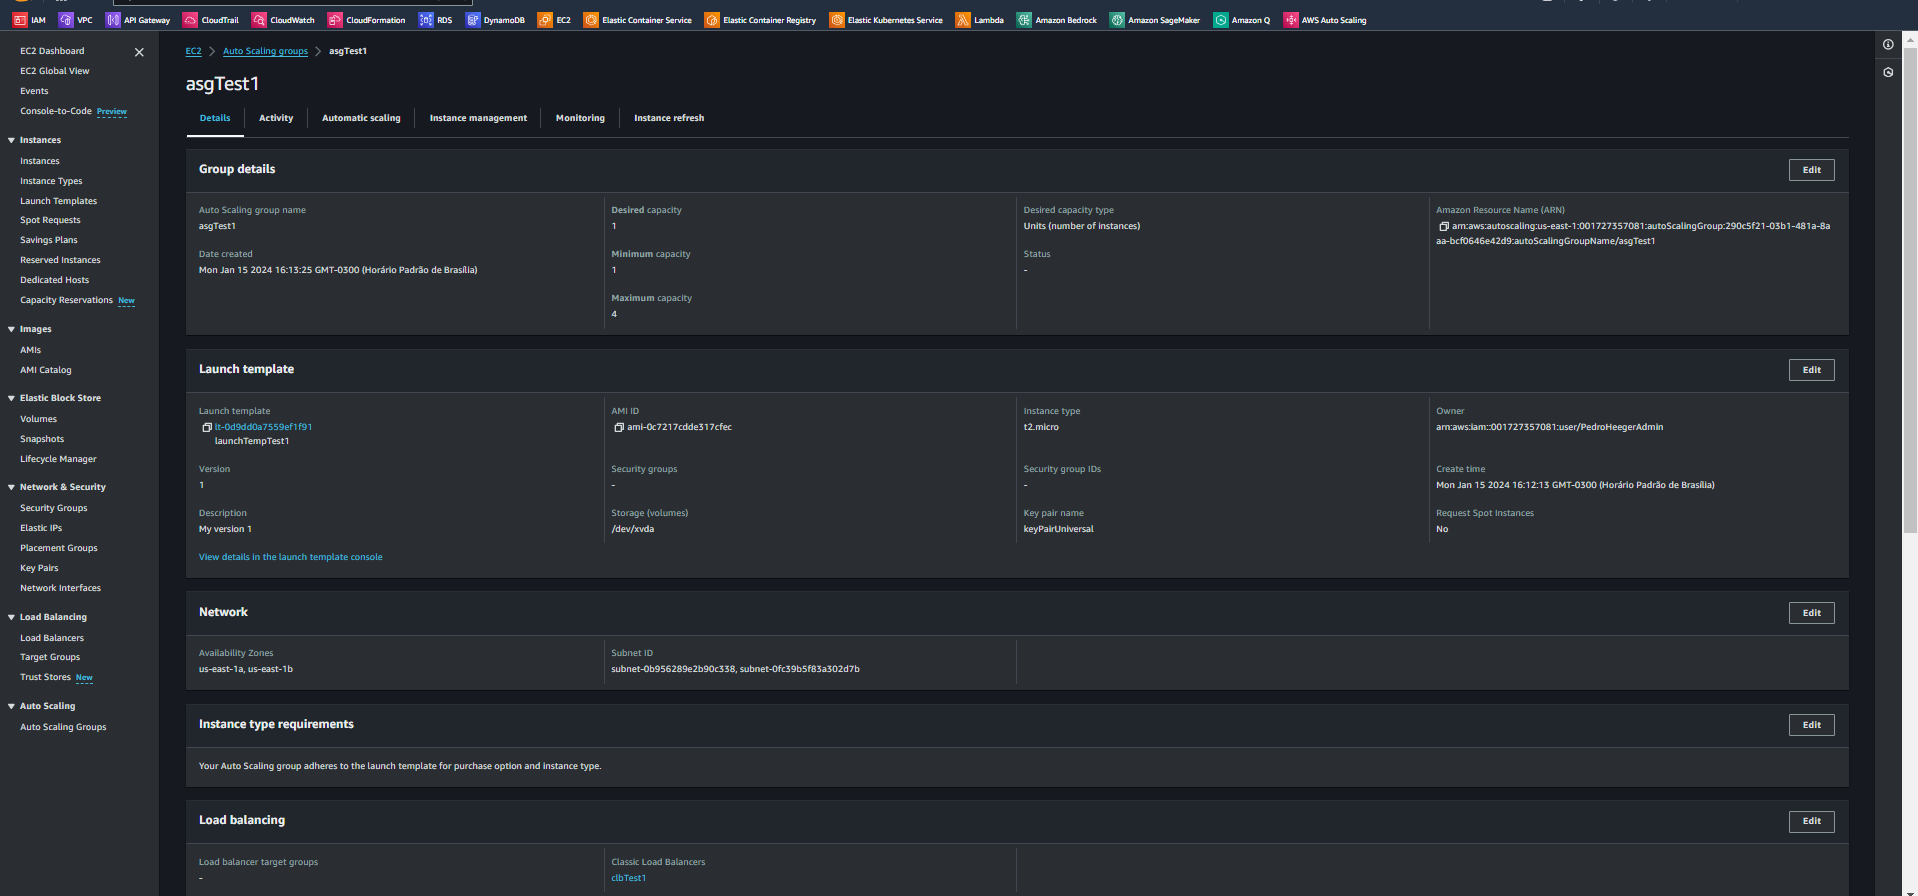 IAM VPC API Gateway CloudTrail CloudWatch CloudFormation RDS DynamoDB EC2 Elastic Container Service Elastic Container Registry Elastic Kubernetes Service Lambda Amazon Bedrock Amazon SageMaker Amazon Q AWS Auto Scaling
EC2 Dashboard
EC2 Global View
Events
Console-to-Code Preview
Instances
Instances
Instance Types
Launch Templates
Spot Requests
Savings Plans
Reserved Instances
Dedicated Hosts
Capacity Reservations New
Images
AMIs
AMI Catalog
Elastic Block Store
Volumes
Snapshots
Lifecycle Manager
Network & Security
Security Groups
Elastic IPs
Placement Groups
Key Pairs
Network Interfaces
Load Balancing
Load Balancers
Target Groups
Trust Stores New
Auto Scaling
Auto Scaling Groups
EC2 > Auto Scaling groups > asgTest1
asgTest1
Details Activity Automatic scaling Instance management Monitoring Instance refresh
Group details Edit
Auto Scaling group name
asgTest1
Date created
Mon Jan 15 2024 16:13:25 GMT-0300 (Horário Padrão de Brasília)
Desired capacity
1
Minimum capacity
1
Maximum capacity
4
Desired capacity type
Units (number of instances)
Status
-
Amazon Resource Name (ARN)
arn:aws:autoscaling:us-east-1:001727357081:autoScalingGroup:290c5f21-03b1-481a-8a
aa-bcf0646e42d9:autoScalingGroupName/asgTest1
Launch template Edit
Launch template
lt-0d9dd0a7559ef1f91
launchTempTest1
Version
1
Description
My version 1
View details in the launch template console
AMI ID
ami-0c7217cdde317cfec
Security groups
-
Storage (volumes)
/dev/xvda
Instance type
t2.micro
Security group IDs
-
Key pair name
keyPairUniversal
Owner
arn:aws:iam::001727357081:user/PedroHeegerAdmin
Create time
Mon Jan 15 2024 16:12:13 GMT-0300 (Horário Padrão de Brasília)
Request Spot Instances
No
Network Edit
Availability Zones
us-east-1a, us-east-1b
Subnet ID
subnet-0b956289e2b90c338, subnet-0fc39b5f83a302d7b
Instance type requirements Edit
Your Auto Scaling group adheres to the launch template for purchase option and instance type.
Load balancing Edit
Load balancer target groups
-
Classic Load Balancers
clbTest1